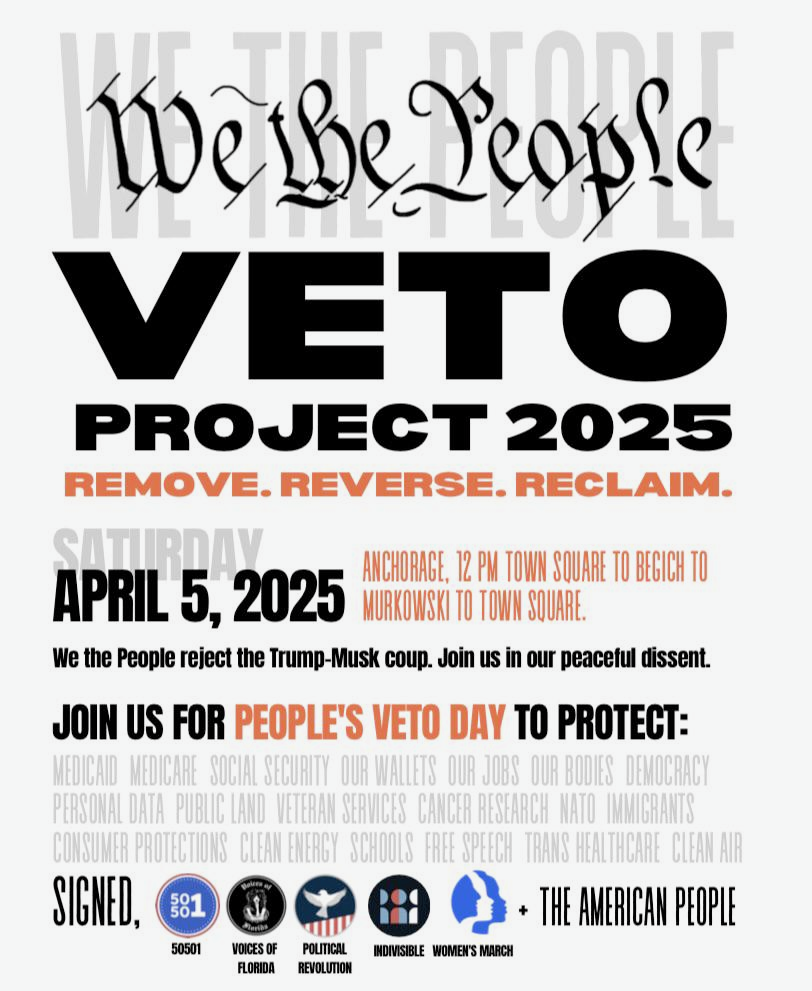 WE THE PEOPLE
We the People
VETO
PROJECT 2025
REMOVE. REVERSE. RECLAIM.
SATURDAY
APRIL 5, 2025
ANCHORAGE, 12 PM TOWN SQUARE TO BEGICH TO
MURKOWSKI TO TOWN SQUARE.
We the People reject the Trump-Musk coup. Join us in our peaceful dissent.
JOIN US FOR PEOPLE'S VETO DAY TO PROTECT:
MEDICAID MEDICARE SOCIAL SECURITY OUR WALLETS OUR JOBS OUR BODIES DEMOCRACY
PERSONAL DATA PUBLIC LAND VETERAN SERVICES CANCER RESEARCH NATO IMMIGRANTS
CONSUMER PROTECTIONS CLEAN ENERGY SCHOOLS FREE SPEECH TRANS HEALTHCARE CLEAN AIR
SIGNED,
50
501
Voices of
Florida
+ THE AMERICAN PEOPLE
50501
VOICES OF
FLORIDA
POLITICAL
REVOLUTION
INDIVISIBLE
WOMEN'S MARCH